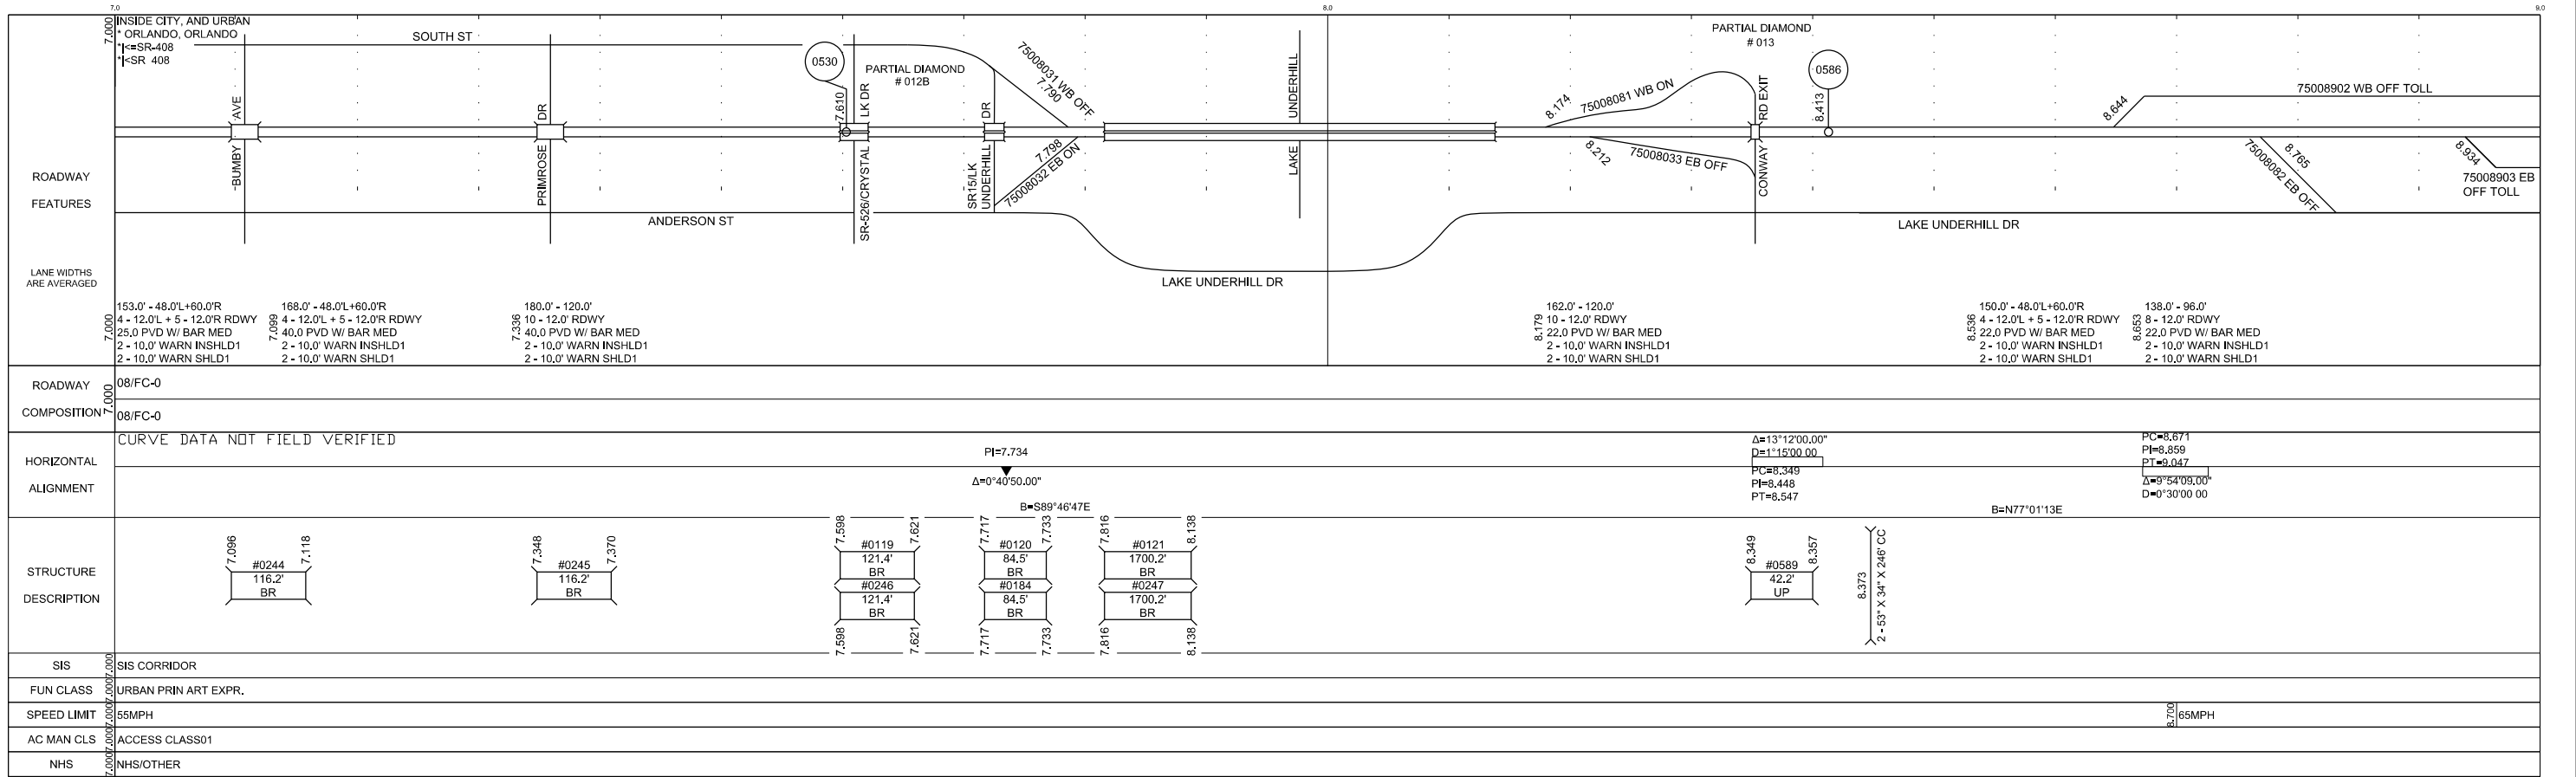 7.0
8.0
9.0
7.000
INSIDE CITY, AND URBAN
* ORLANDO, ORLANDO
*|<=SR-408
*|<SR 408
SOUTH ST
BUMBY AVE
PRIMROSE DR
0530
7.610
SR-526/CRYSTAL LK DR
PARTIAL DIAMOND
# 012B
SR15/LK
UNDERHILL DR
75008031 WB OFF
7.790
7.798
75008032 EB ON
LAKE UNDERHILL
8.174
75008081 WB ON
8.212
75008033 EB OFF
PARTIAL DIAMOND
# 013
CONWAY RD EXIT
0586
8.413
8.644
75008902 WB OFF TOLL
8.765
75008082 EB OFF
8.934
75008903 EB
OFF TOLL
ROADWAY
FEATURES
ANDERSON ST
LAKE UNDERHILL DR
LAKE UNDERHILL DR
LANE WIDTHS
ARE AVERAGED
7.000
153.0' - 48.0'L+60.0'R
4 - 12.0'L + 5 - 12.0'R RDWY
25.0 PVD W/ BAR MED
2 - 10.0' WARN INSHLD1
2 - 10.0' WARN SHLD1
7.099
168.0' - 48.0'L+60.0'R
4 - 12.0'L + 5 - 12.0'R RDWY
40.0 PVD W/ BAR MED
2 - 10.0' WARN INSHLD1
2 - 10.0' WARN SHLD1
7.336
180.0' - 120.0'
10 - 12.0' RDWY
40.0 PVD W/ BAR MED
2 - 10.0' WARN INSHLD1
2 - 10.0' WARN SHLD1
8.179
162.0' - 120.0'
10 - 12.0' RDWY
22.0 PVD W/ BAR MED
2 - 10.0' WARN INSHLD1
2 - 10.0' WARN SHLD1
8.536
150.0' - 48.0'L+60.0'R
4 - 12.0'L + 5 - 12.0'R RDWY
22.0 PVD W/ BAR MED
2 - 10.0' WARN INSHLD1
2 - 10.0' WARN SHLD1
8.653
138.0' - 96.0'
8 - 12.0' RDWY
22.0 PVD W/ BAR MED
2 - 10.0' WARN INSHLD1
2 - 10.0' WARN SHLD1
ROADWAY
COMPOSITION
7.000
08/FC-0
08/FC-0
HORIZONTAL
ALIGNMENT
CURVE DATA NOT FIELD VERIFIED
PI=7.734
Δ=0°40'50.00"
B=S89°46'47E
Δ=13°12'00.00"
D=1°15'00 00
PC=8.349
PI=8.448
PT=8.547
B=N77°01'13E
PC=8.671
PI=8.859
PT=9.047
Δ=9°54'09.00"
D=0°30'00 00
STRUCTURE
DESCRIPTION
7.096
7.118
#0244
116.2'
BR
7.348
7.370
#0245
116.2'
BR
7.598
7.621
#0119
121.4'
BR
#0246
121.4'
BR
7.598
7.621
7.717
7.733
#0120
84.5'
BR
#0184
84.5'
BR
7.717
7.733
7.816
8.138
#0121
1700.2'
BR
#0247
1700.2'
BR
7.816
8.138
8.349
8.357
#0589
42.2'
UP
8.373
2 - 53" X 34" X 246' CC
SIS
7.000
SIS CORRIDOR
FUN CLASS
7.000
URBAN PRIN ART EXPR.
SPEED LIMIT
7.000
55MPH
8.700
65MPH
AC MAN CLS
7.000
ACCESS CLASS01
NHS
7.000
NHS/OTHER